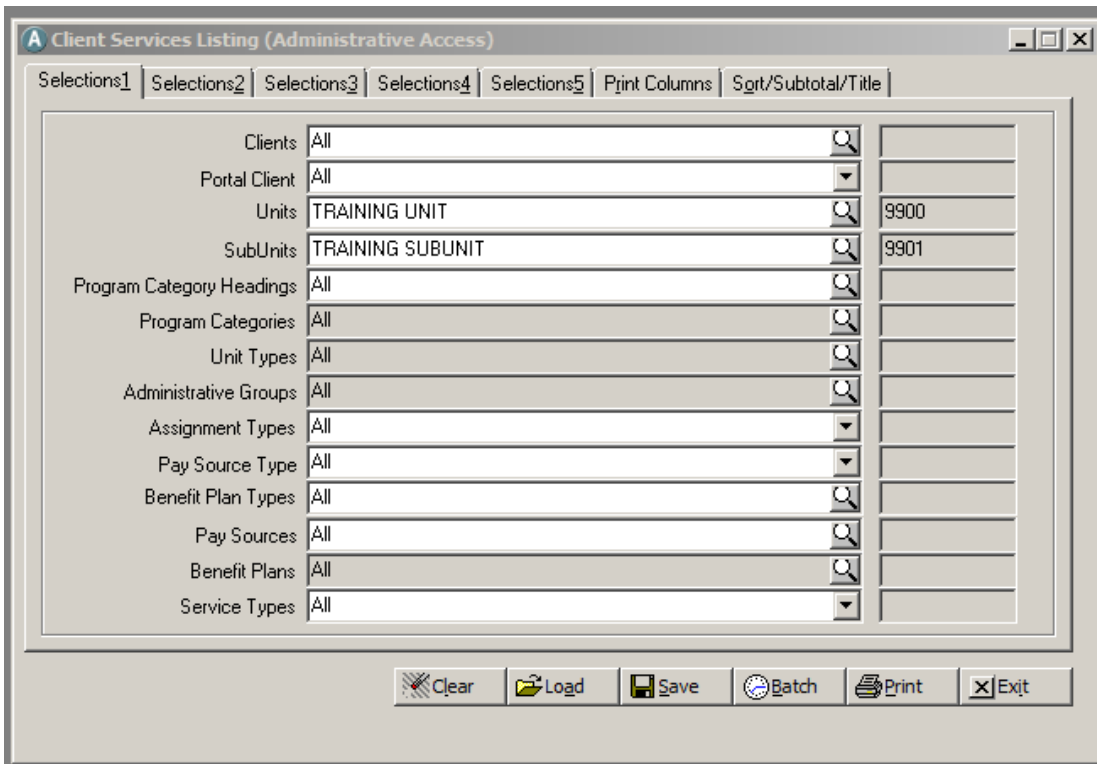 A Client Services Listing (Administrative Access)
Selections1 Selections2 Selections3 Selections4 Selections5 Print Columns Sort/Subtotal/Title
Clients All
Portal Client All
Units TRAINING UNIT 9900
SubUnits TRAINING SUBUNIT 9901
Program Category Headings All
Program Categories All
Unit Types All
Administrative Groups All
Assignment Types All
Pay Source Type All
Benefit Plan Types All
Pay Sources All
Benefit Plans All
Service Types All
Clear Load Save Batch Print Exit